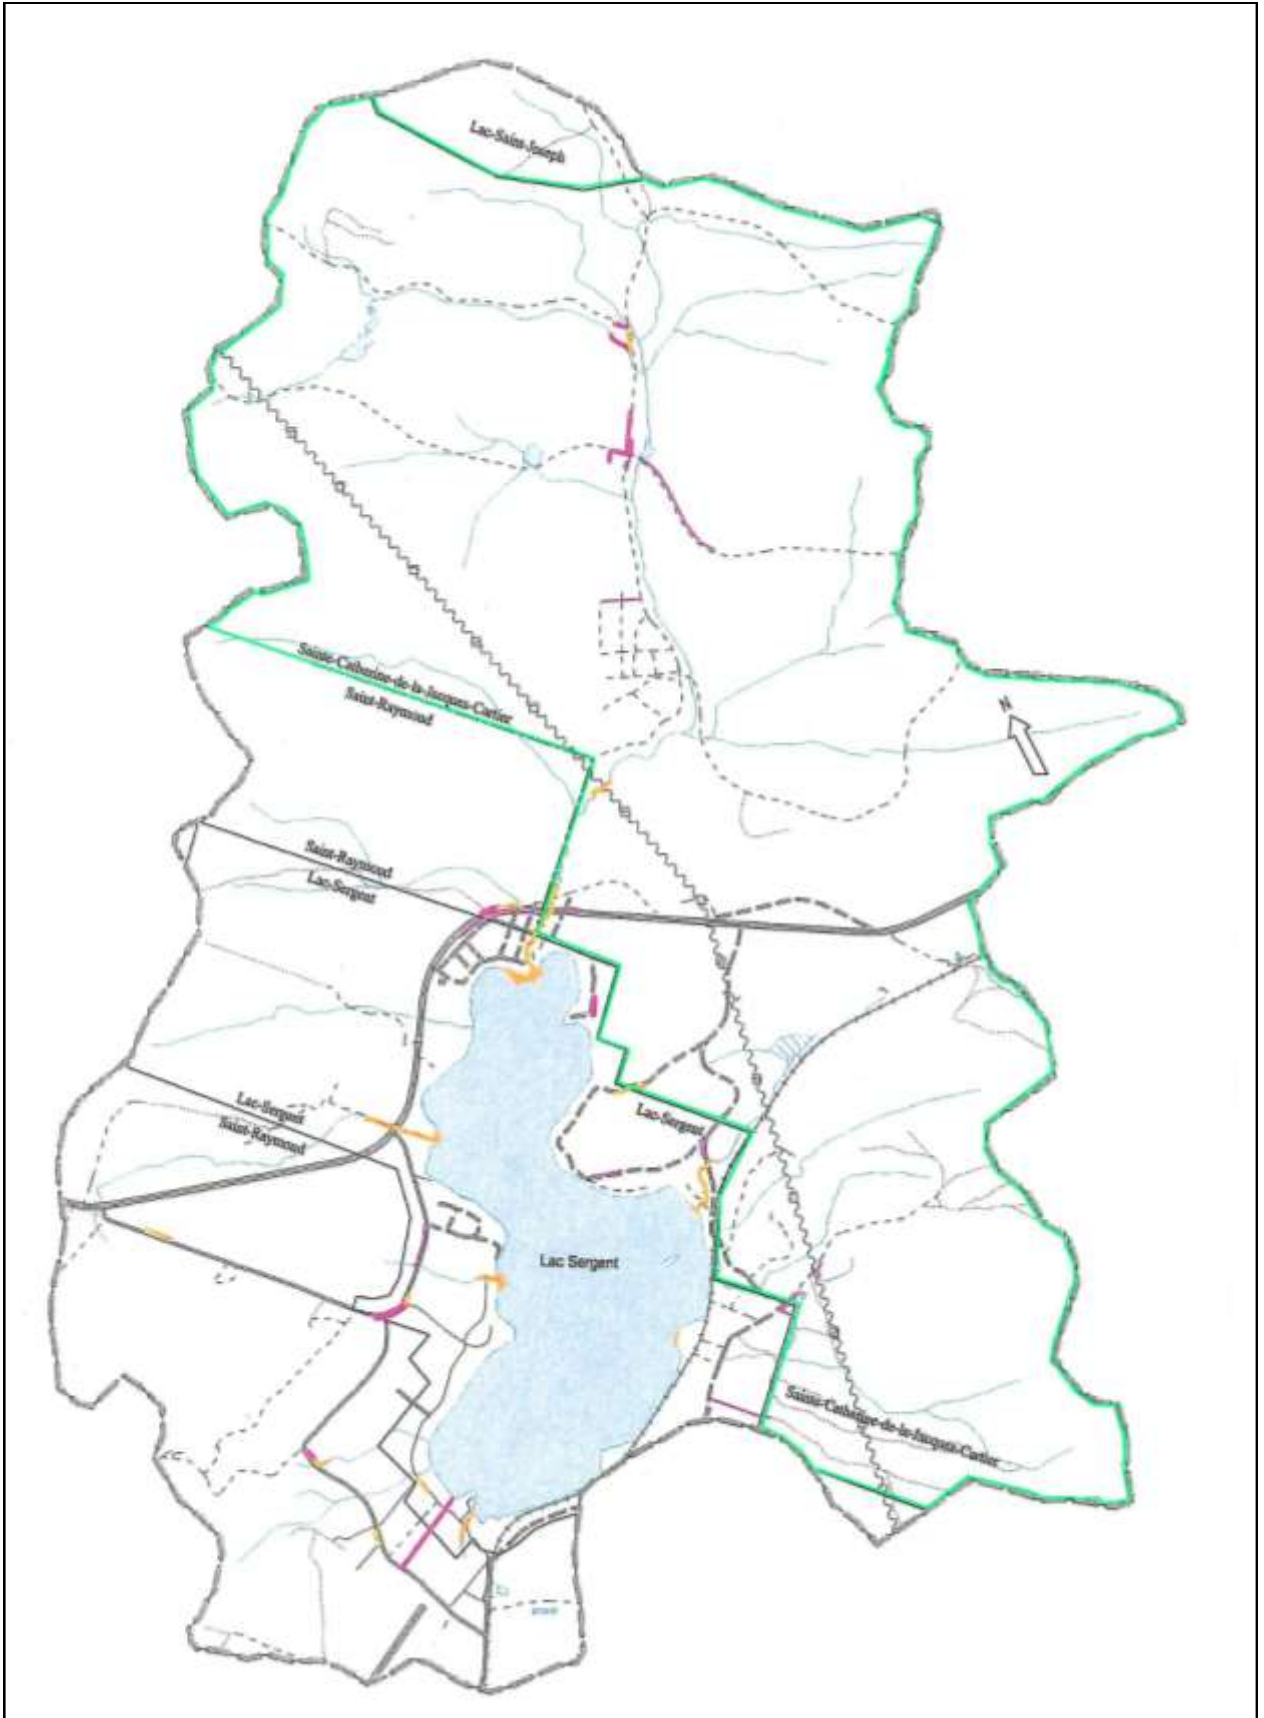 Lac-Saint-Joseph
Sainte-Catherine-de-la-Jacques-Cartier
Saint-Raymond
N
Saint-Raymond
Lac-Sergent
Lac-Sergent
Saint-Raymond
Lac-Sergent
Lac Sergent
Sainte-Catherine-de-la-Jacques-Cartier